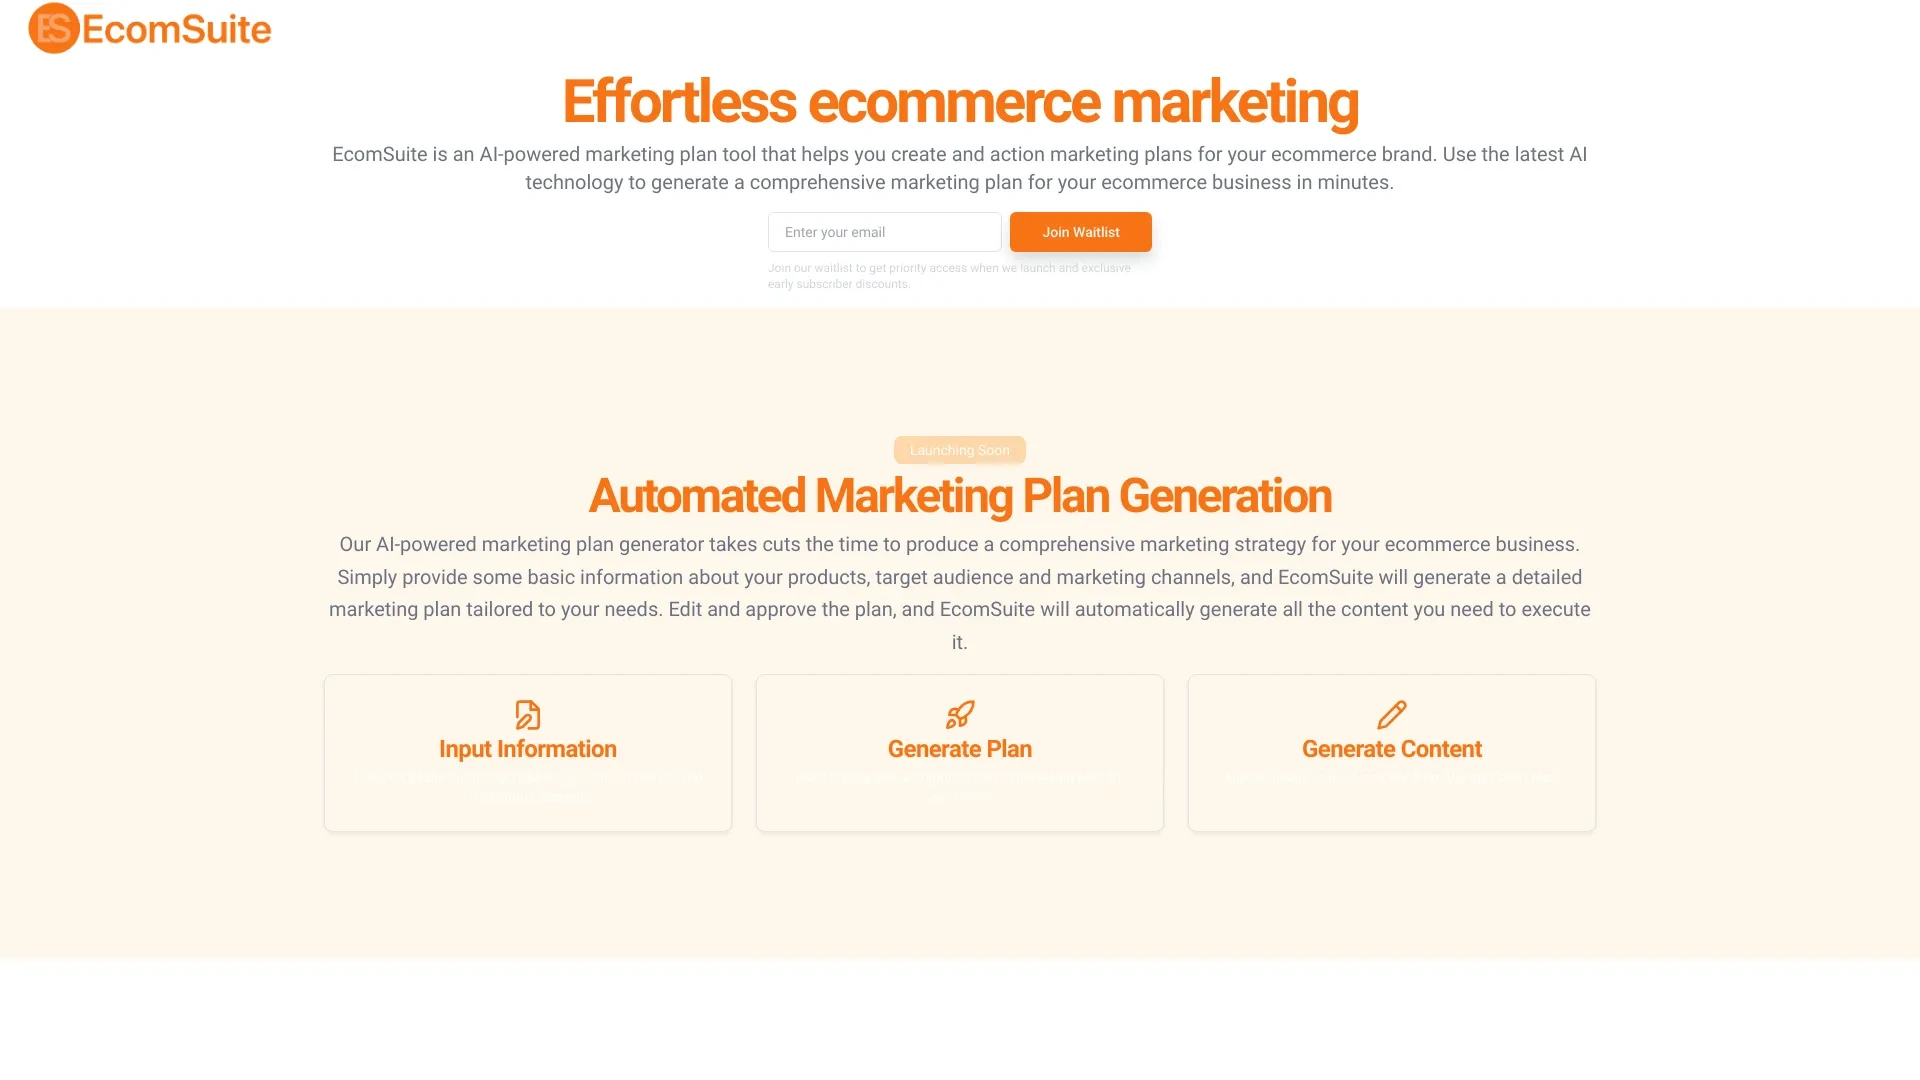 ES EcomSuite
Effortless ecommerce marketing
EcomSuite is an AI-powered marketing plan tool that helps you create and action marketing plans for your ecommerce brand. Use the latest AI
technology to generate a comprehensive marketing plan for your ecommerce business in minutes.
Enter your email
Join Waitlist
Join our waitlist to get priority access when we launch and exclusive
early subscriber discounts.
Launching Soon
Automated Marketing Plan Generation
Our AI-powered marketing plan generator takes cuts the time to produce a comprehensive marketing strategy for your ecommerce business.
Simply provide some basic information about your products, target audience and marketing channels, and EcomSuite will generate a detailed
marketing plan tailored to your needs. Edit and approve the plan, and EcomSuite will automatically generate all the content you need to execute
it.
Input Information
Generate Plan
Generate Content